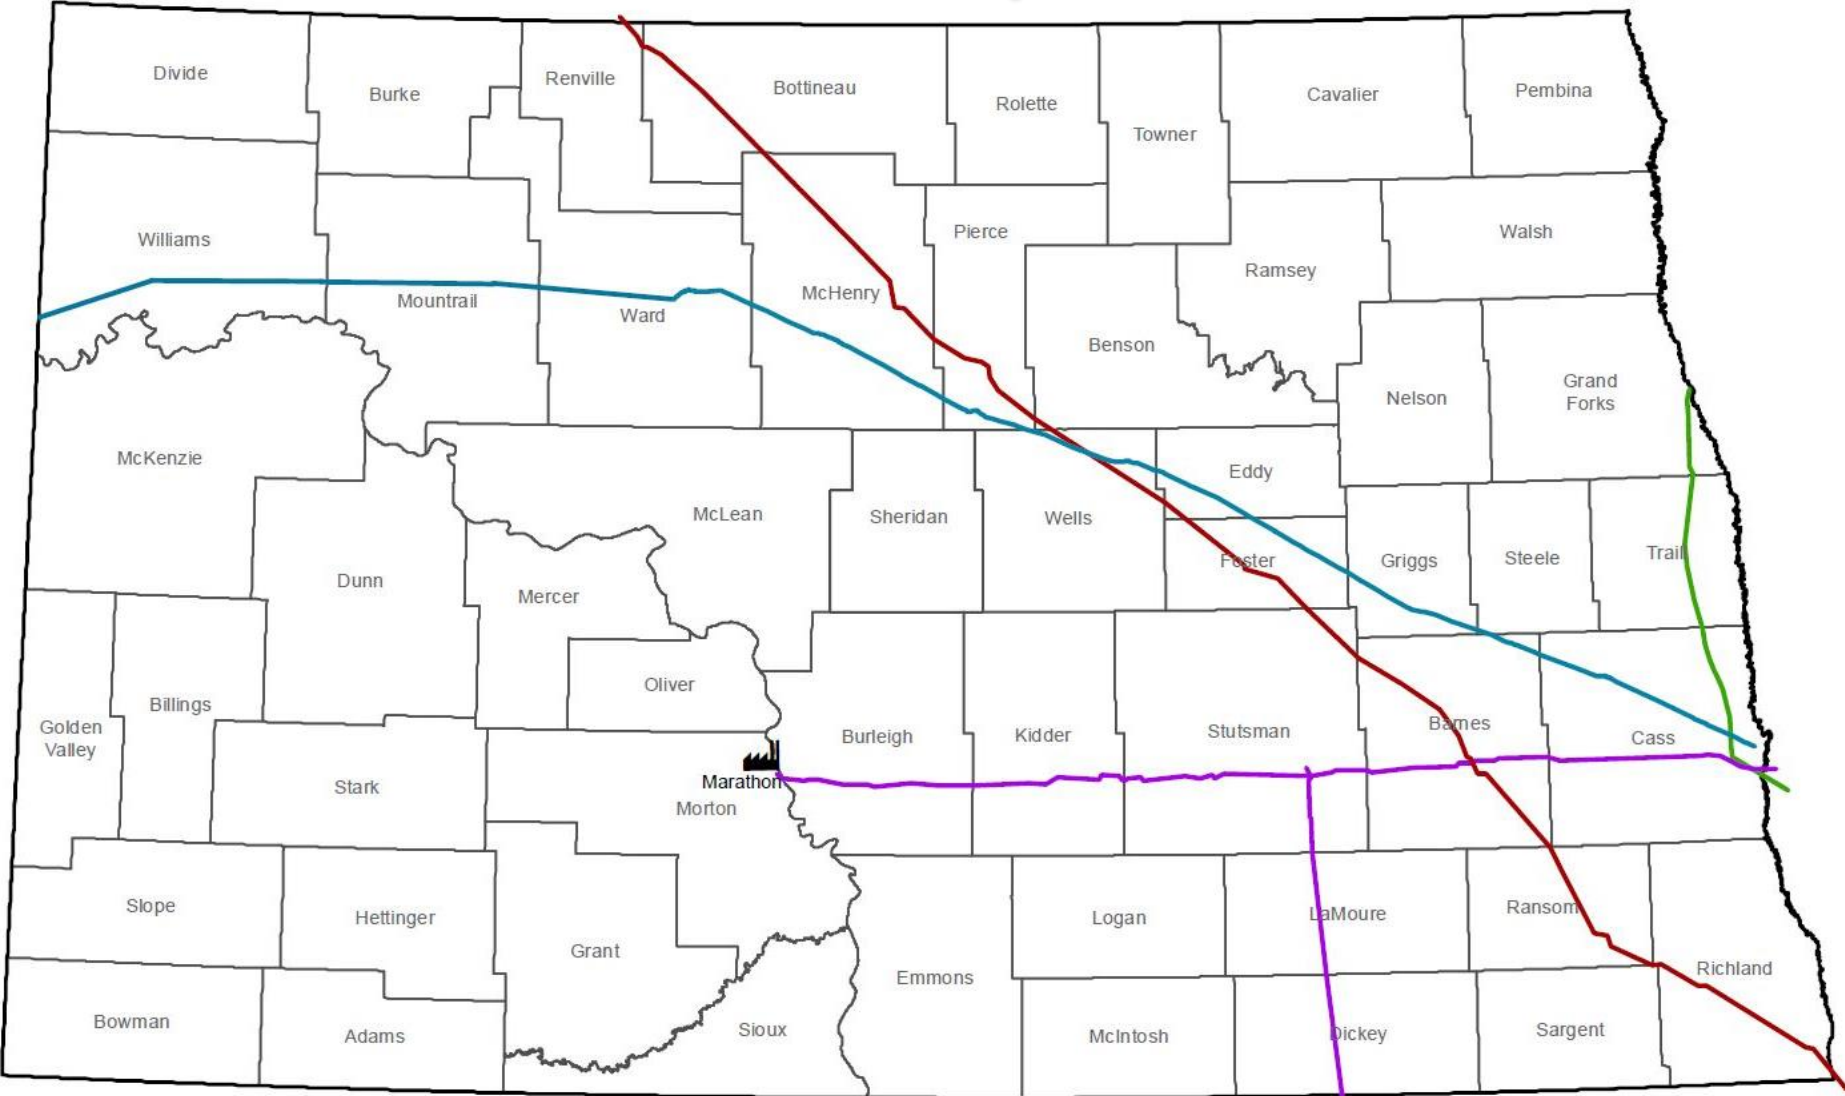 Divide
Burke
Renville
Bottineau
Rolette
Towner
Cavalier
Pembina
Williams
Mountrail
Ward
McHenry
Pierce
Benson
Ramsey
Walsh
Nelson
Grand
Forks
McKenzie
Dunn
McLean
Mercer
Oliver
Sheridan
Wells
Eddy
Foster
Griggs
Steele
Traill
Golden
Valley
Billings
Stark
Marathon
Morton
Burleigh
Kidder
Stutsman
Barnes
Cass
Slope
Hettinger
Grant
Emmons
Logan
LaMoure
Ransom
Richland
Bowman
Adams
Sioux
McIntosh
Dickey
Sargent